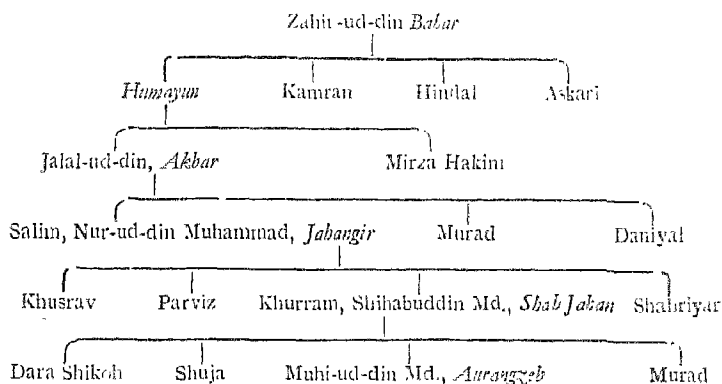 Zahir-ud-din Babar
Humayun Kamran Hindal Askari
Jalal-ud-din, Akbar Mirza Hakim
Salim, Nur-ud-din Muhammad, Jahangir Murad Daniyal
Khusrav Parviz Khurram, Shihabuddin Md., Shah Jahan Shahriyar
Dara Shikoh Shuja Muhi-ud-din Md., Aurangzeb Murad